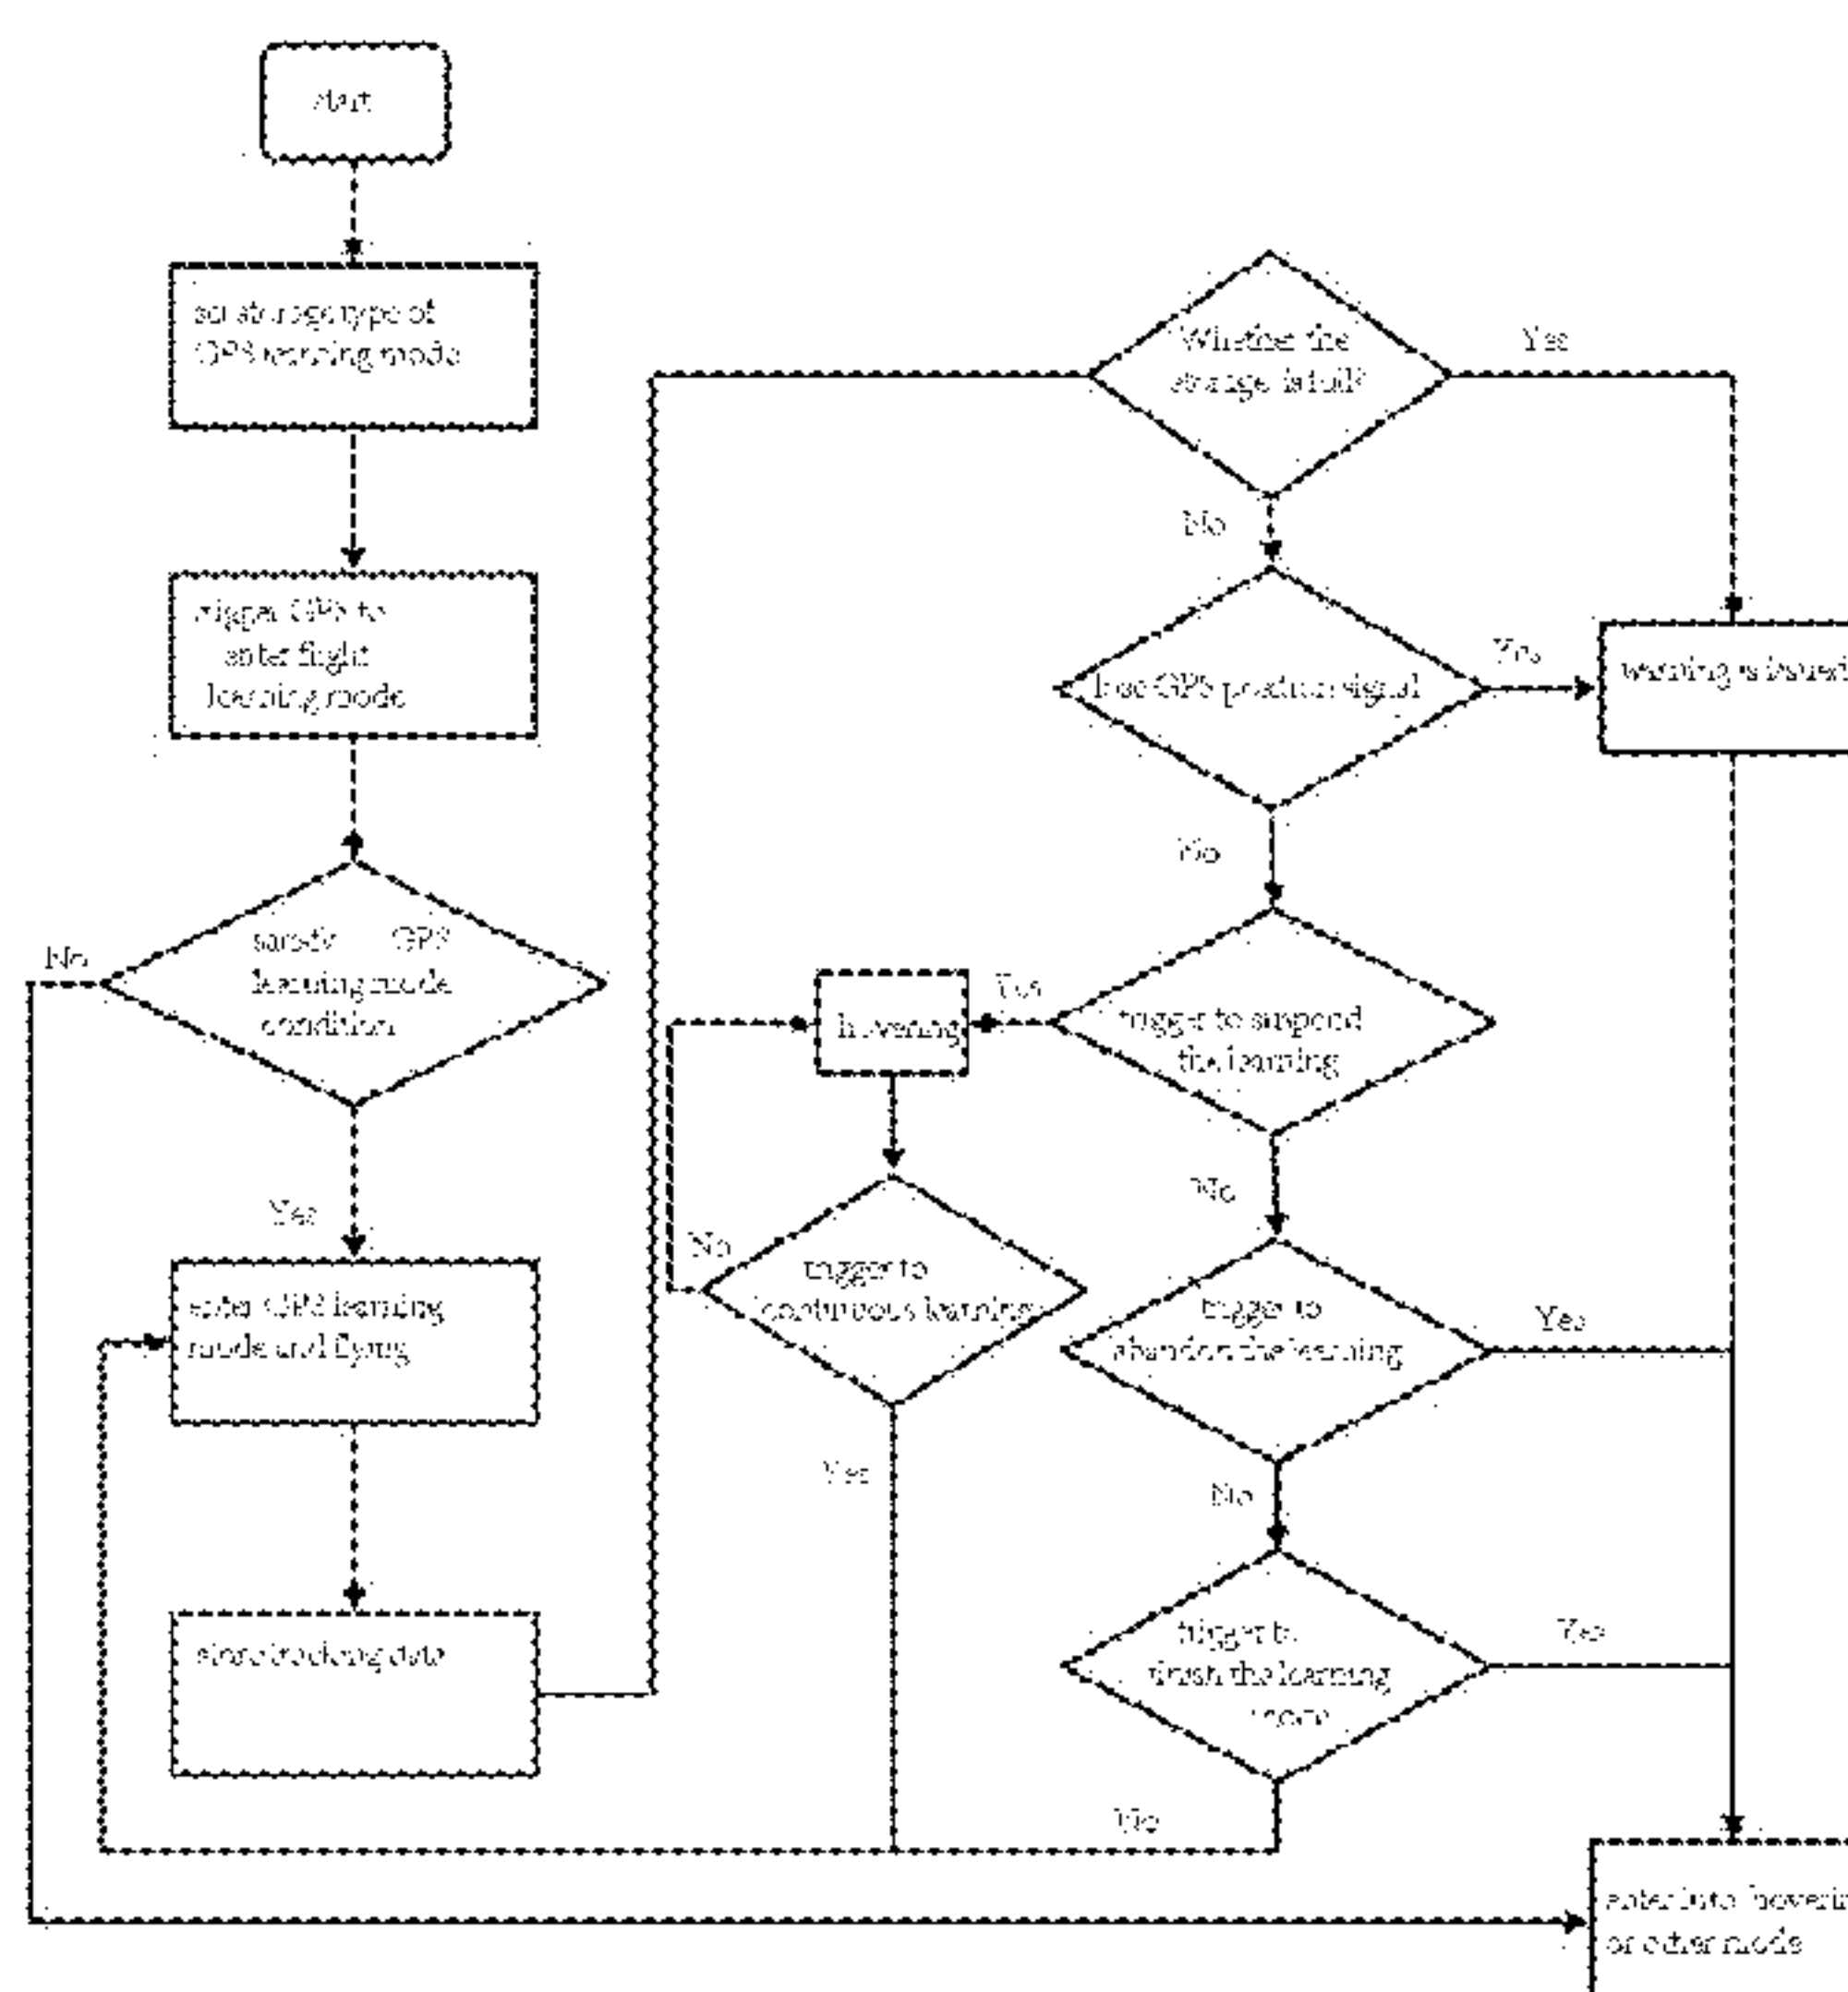 start
set storage type of
GPS learning mode
trigger GPS to
enter flight
learning mode
satisfy GPS
learning mode
condition
No
Yes
enter GPS learning
mode and flying
store tracking data
Whether the
storage is full?
Yes
No
lose GPS position signal
Yes
warning is issued
No
trigger to suspend
the learning
Yes
hovering
No
trigger to
continuous learning
No
Yes
trigger to
abandon the learning
Yes
No
trigger to
finish the learning
Yes
No
enter into
or other mode